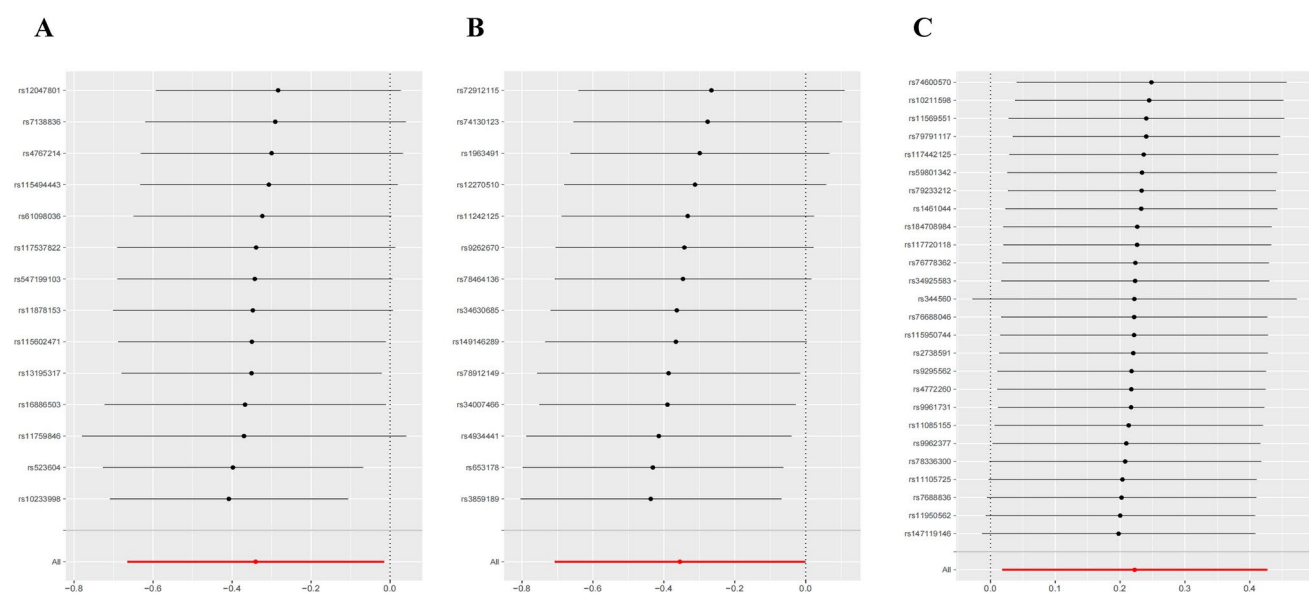 A
rs12047801
rs7138836
rs4767214
rs115494443
rs61098036
rs117537822
rs547199103
rs11878153
rs115602471
rs13195317
rs16886503
rs11759846
rs523604
rs10233998
All
−0.8 −0.6 −0.4 −0.2 0.0
B
rs72912115
rs74130123
rs1963491
rs12270510
rs11242125
rs9262670
rs78464136
rs34630685
rs149146289
rs78912149
rs34007466
rs4934441
rs653178
rs3859189
All
−0.8 −0.6 −0.4 −0.2 0.0
C
rs74600570
rs10211598
rs11569551
rs79791117
rs117442125
rs59801342
rs79233212
rs1461044
rs184708984
rs117720118
rs76778362
rs34925583
rs344560
rs76688046
rs115950744
rs2738591
rs9295562
rs4772260
rs9961731
rs11085155
rs9962377
rs78336300
rs11105725
rs7688836
rs11950562
rs147119146
All
0.0 0.1 0.2 0.3 0.4